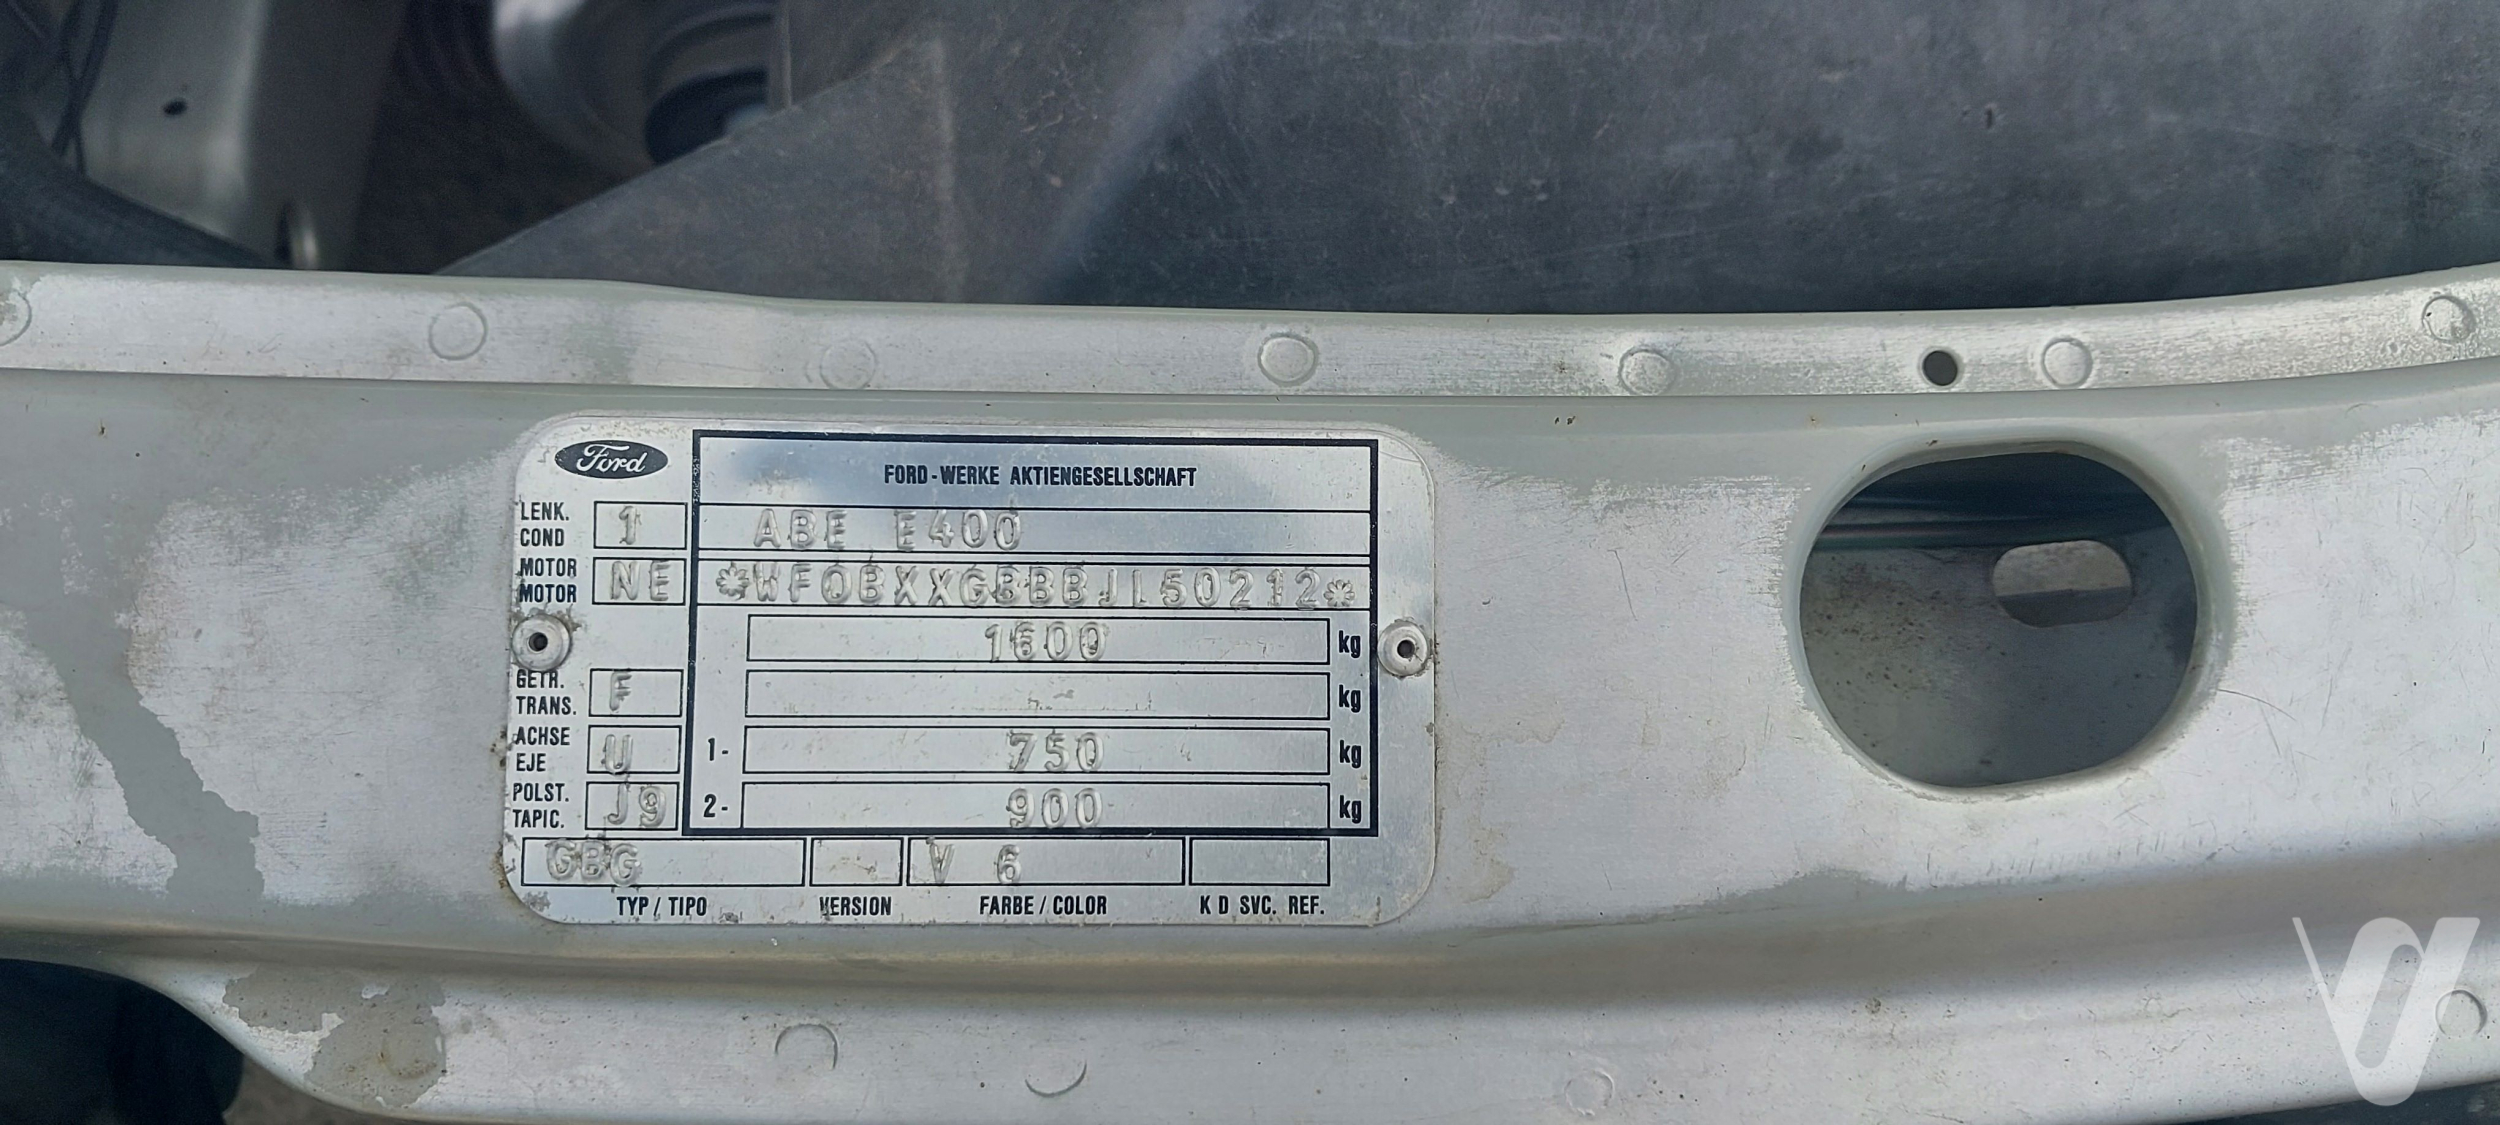 Ford
FORD-WERKE AKTIENGESELLSCHAFT
LENK. COND 1 ABE E400
MOTOR MOTOR NE *WF0BXXGBBBJL50212*
1600 kg
GETR. TRANS. F kg
ACHSE EJE U 1- 750 kg
POLST. TAPIC. J9 2- 900 kg
GBG V 6
TYP / TIPO VERSION FARBE / COLOR K D SVC. REF.